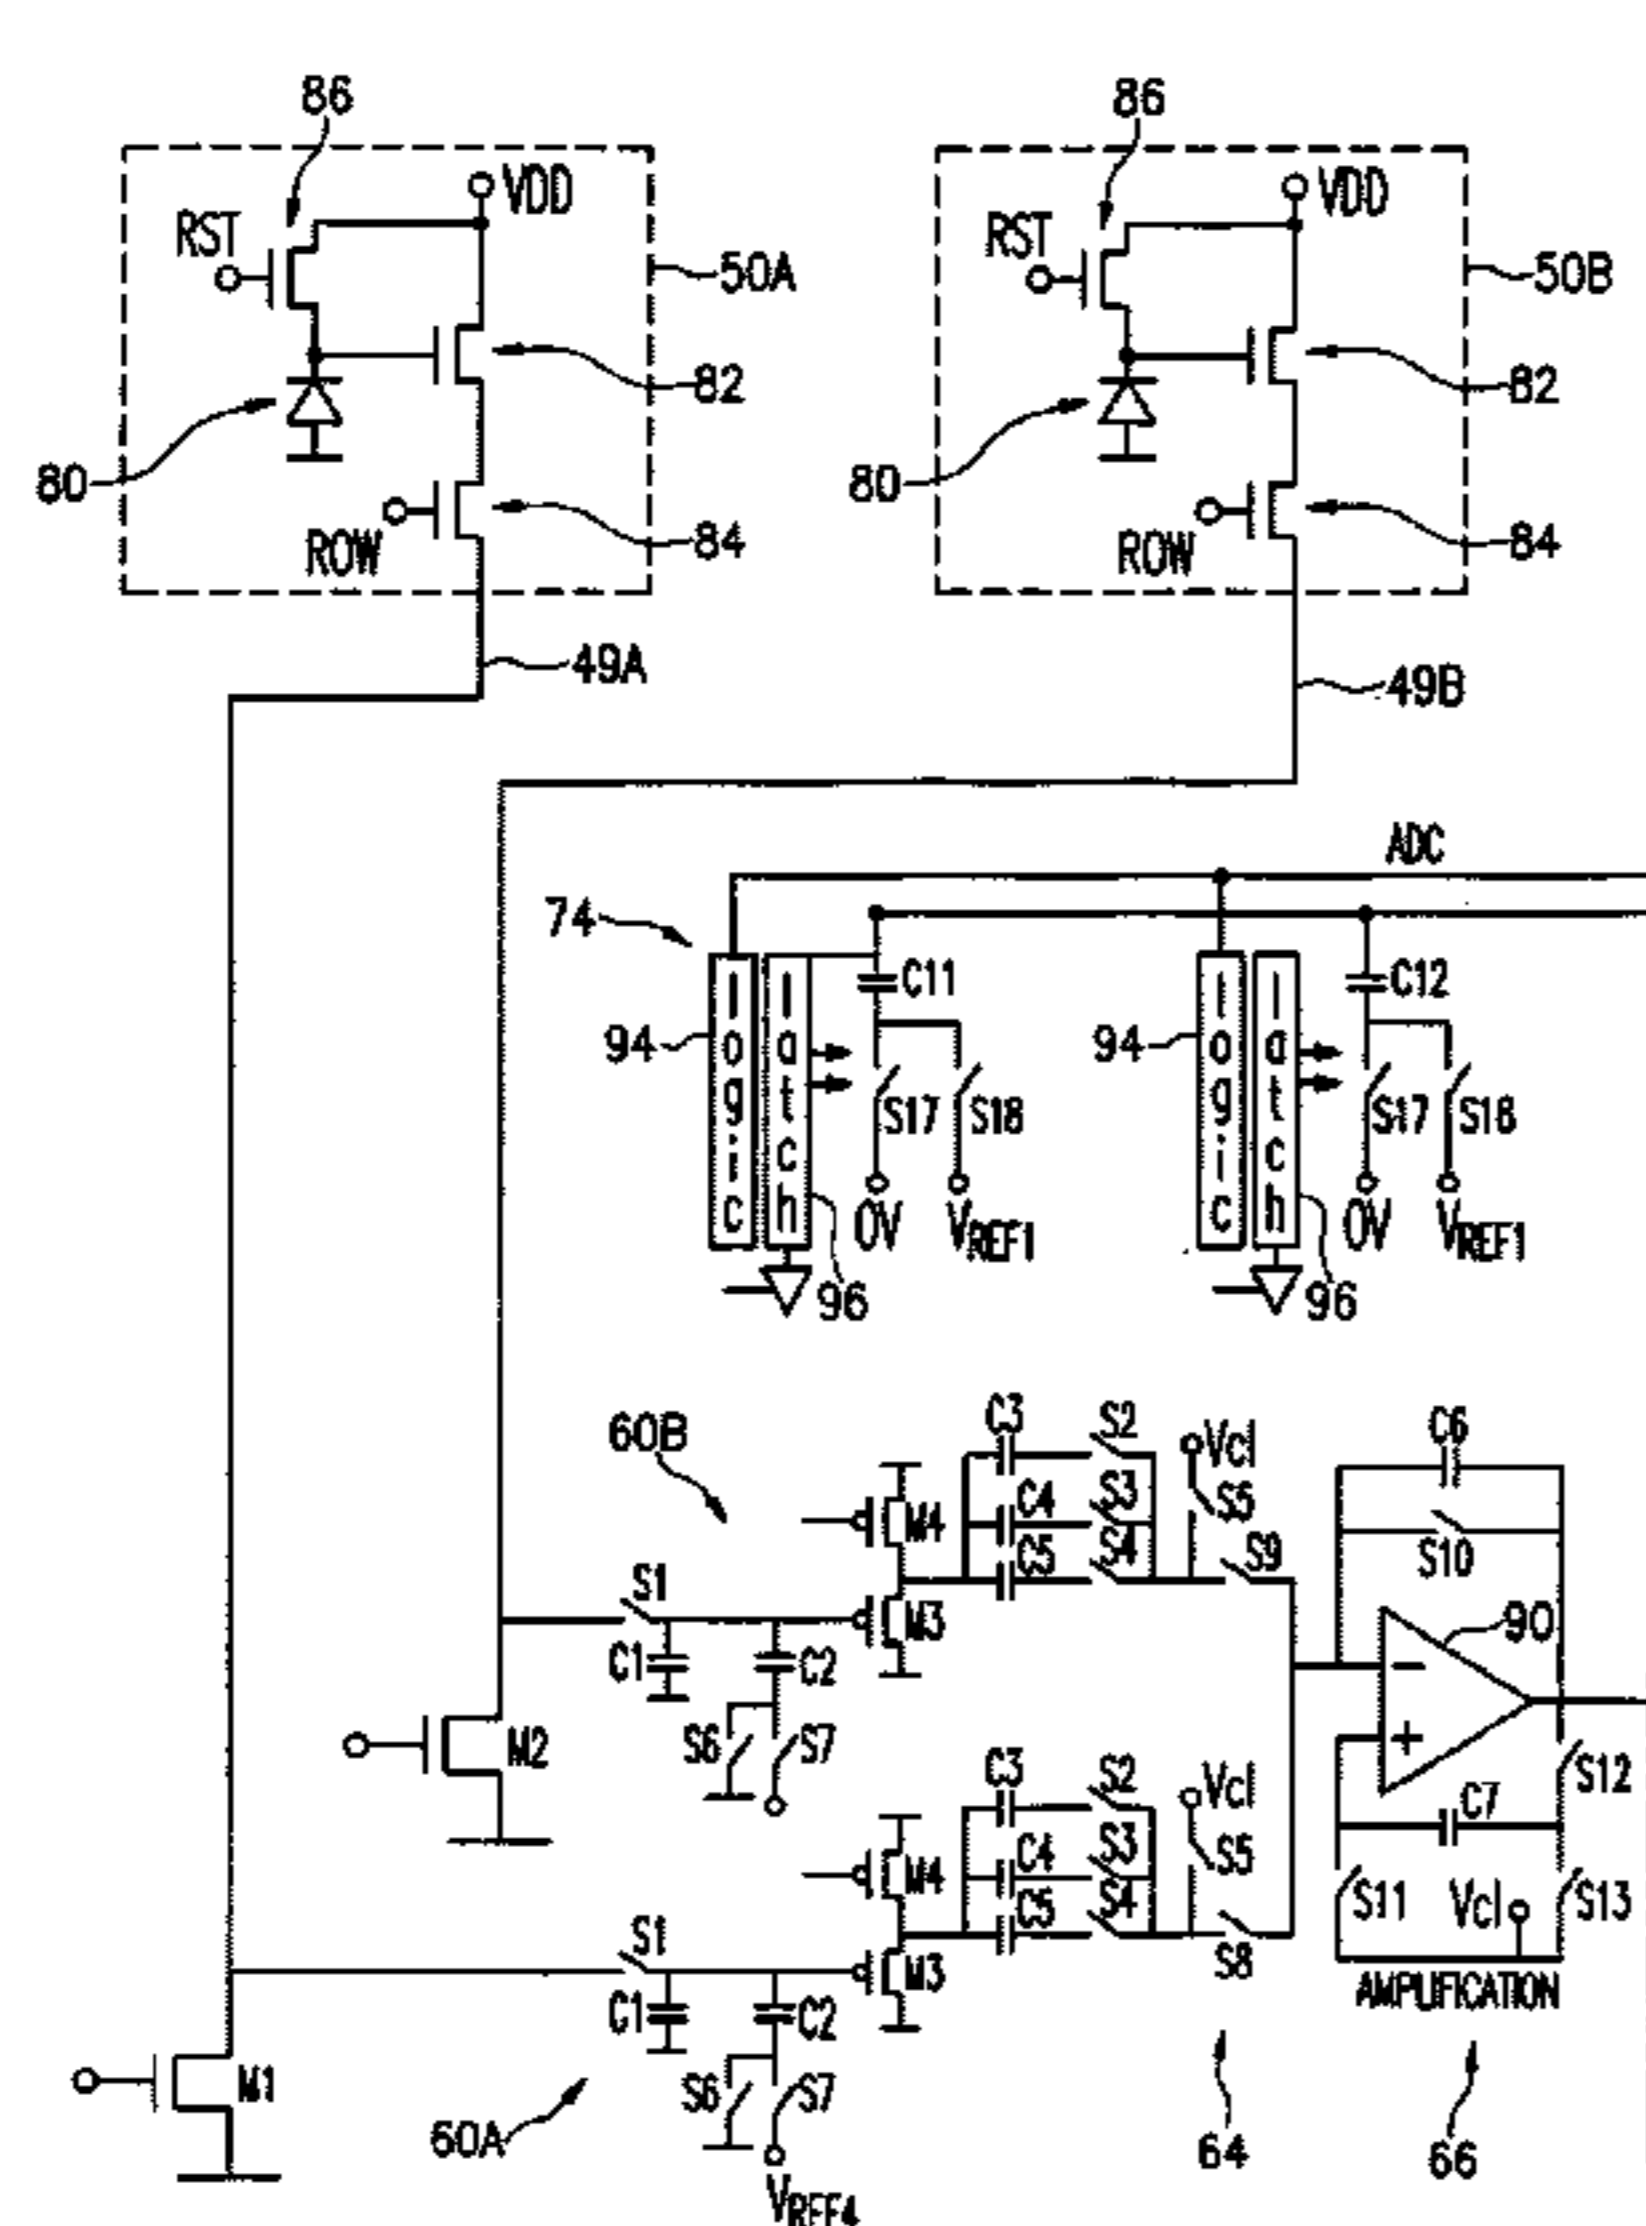 86 86
VDD VDD
RST RST
50A 50B
82 82
80 80
84 84
ROW ROW
49A 49B
ADC
74
C11 C12
94 logic latch 94 logic latch
S17 S18 S17 S18
0V VREF1 0V VREF1
96 96
60B
C3 S2 Vcl C6
C4 S3 S5
M4
C5 S4 S9 S10
S1
M3
90
C1 C2
−
S6 S7
M2
+
S12
C3 S2 Vcl
C7
C4 S3 S5
M4
C5 S4
S11 Vcl S13
S1
S8
M3
AMPLIFICATION
C1 C2
M1
S6 S7
60A
64 66
VREF4